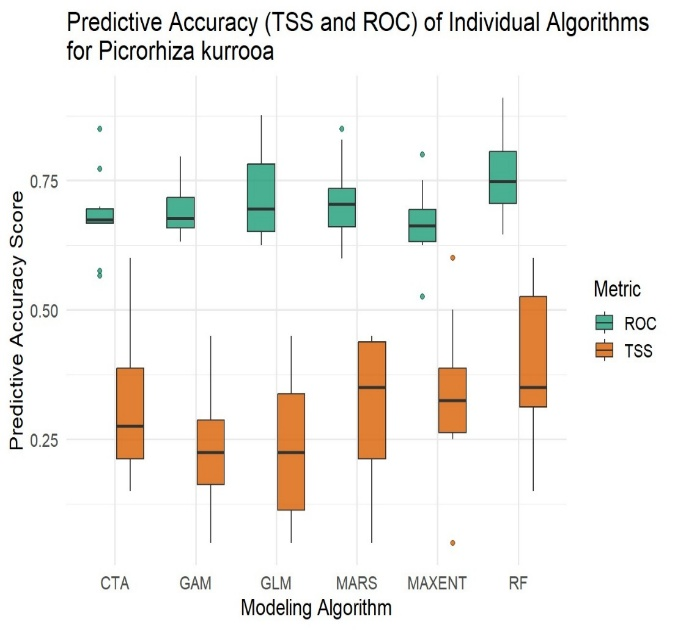 Predictive Accuracy (TSS and ROC) of Individual Algorithms
for Picrorhiza kurrooa
Predictive Accuracy Score
0.75
0.50
0.25
CTA GAM GLM MARS MAXENT RF
Modeling Algorithm
Metric
ROC
TSS